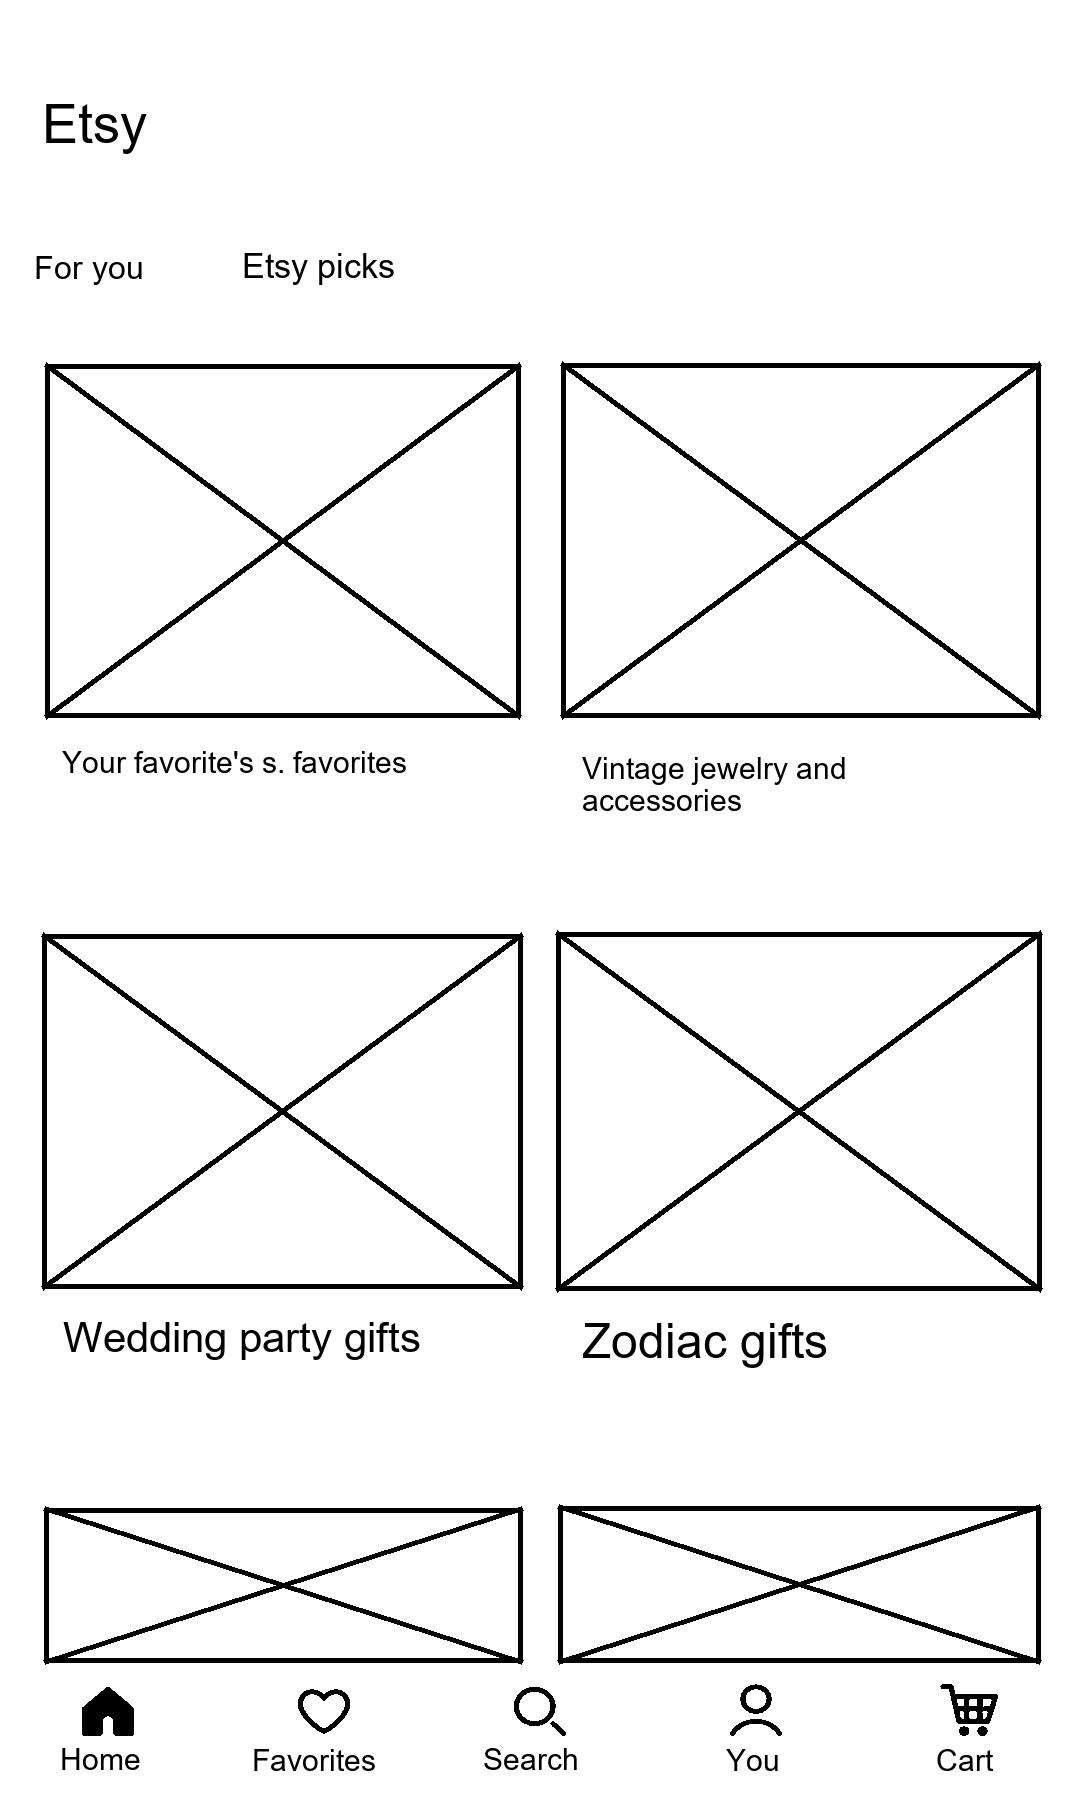 Etsy
For you
Etsy picks
Your favorite's s. favorites
Vintage jewelry and
accessories
Wedding party gifts
Zodiac gifts
Home
Favorites
Search
You
Cart